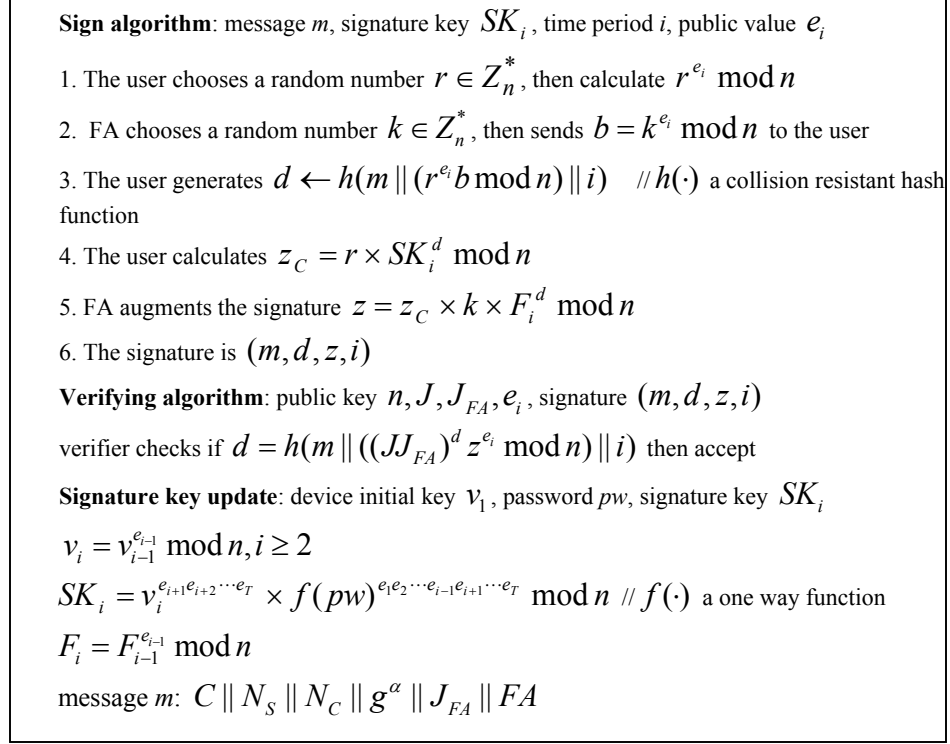 Sign algorithm: message m, signature key SK_i, time period i, public value e_i
1. The user chooses a random number r ∈ Z_n^*, then calculate r^{e_i} mod n
2. FA chooses a random number k ∈ Z_n^*, then sends b = k^{e_i} mod n to the user
3. The user generates d ← h(m || (r^{e_i} b mod n) || i) // h(·) a collision resistant hash
function
4. The user calculates z_C = r × SK_i^d mod n
5. FA augments the signature z = z_C × k × F_i^d mod n
6. The signature is (m, d, z, i)
Verifying algorithm: public key n, J, J_{FA}, e_i, signature (m, d, z, i)
verifier checks if d = h(m || ((JJ_{FA})^d z^{e_i} mod n) || i) then accept
Signature key update: device initial key v_1, password pw, signature key SK_i
v_i = v_{i-1}^{e_{i-1}} mod n, i ≥ 2
SK_i = v_i^{e_{i+1}e_{i+2}⋯e_T} × f(pw)^{e_1e_2⋯e_{i-1}e_{i+1}⋯e_T} mod n // f(·) a one way function
F_i = F_{i-1}^{e_{i-1}} mod n
message m: C || N_S || N_C || g^α || J_{FA} || FA